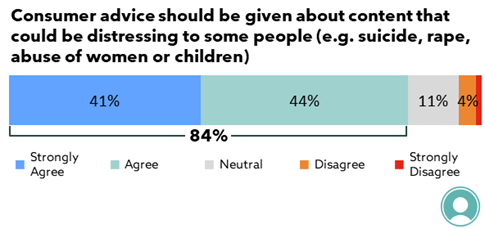 Consumer advice should be given about content that
could be distressing to some people (e.g. suicide, rape,
abuse of women or children)
41% 44% 11% 4%
84%
Strongly Agree
Agree
Neutral
Disagree
Strongly Disagree